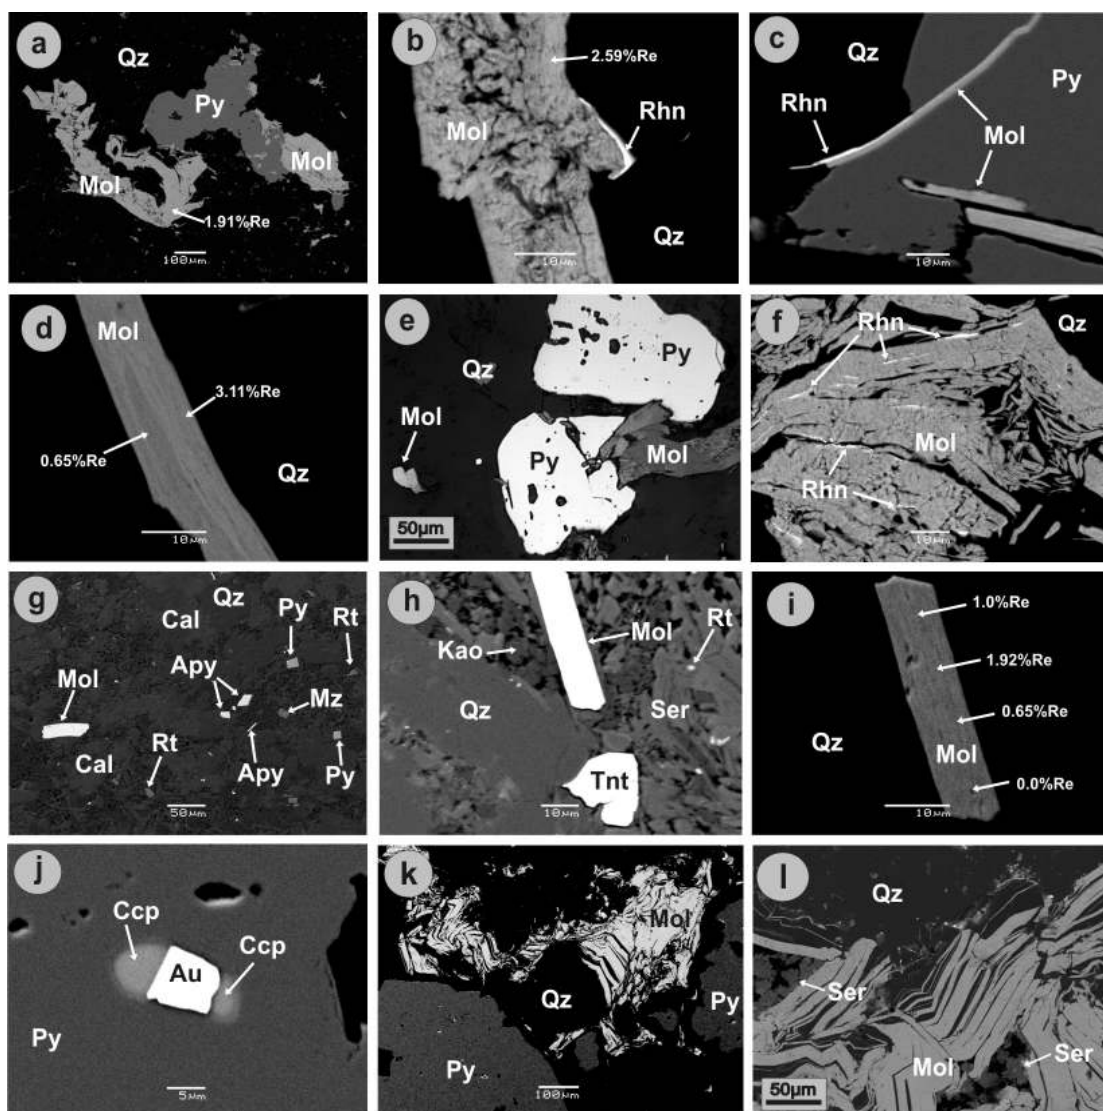 a
Qz
Py
Mol
Mol
1.91%Re
100µm
b
2.59%Re
Mol
Rhn
Qz
10µm
c
Qz
Py
Rhn
Mol
10µm
d
Mol
3.11%Re
0.65%Re
Qz
10µm
e
Py
Qz
Mol
Py
Mol
50µm
f
Qz
Rhn
Mol
Rhn
10µm
g
Qz
Cal
Py
Rt
Apy
Mol
Mz
Cal
Rt
Apy
Py
50µm
h
Mol
Rt
Kao
Qz
Ser
Tnt
10µm
i
1.0%Re
1.92%Re
0.65%Re
Qz
Mol
0.0%Re
10µm
j
Ccp
Ccp
Au
Py
5µm
k
Mol
Qz
Py
Py
100µm
l
Qz
Ser
Ser
Mol
50µm